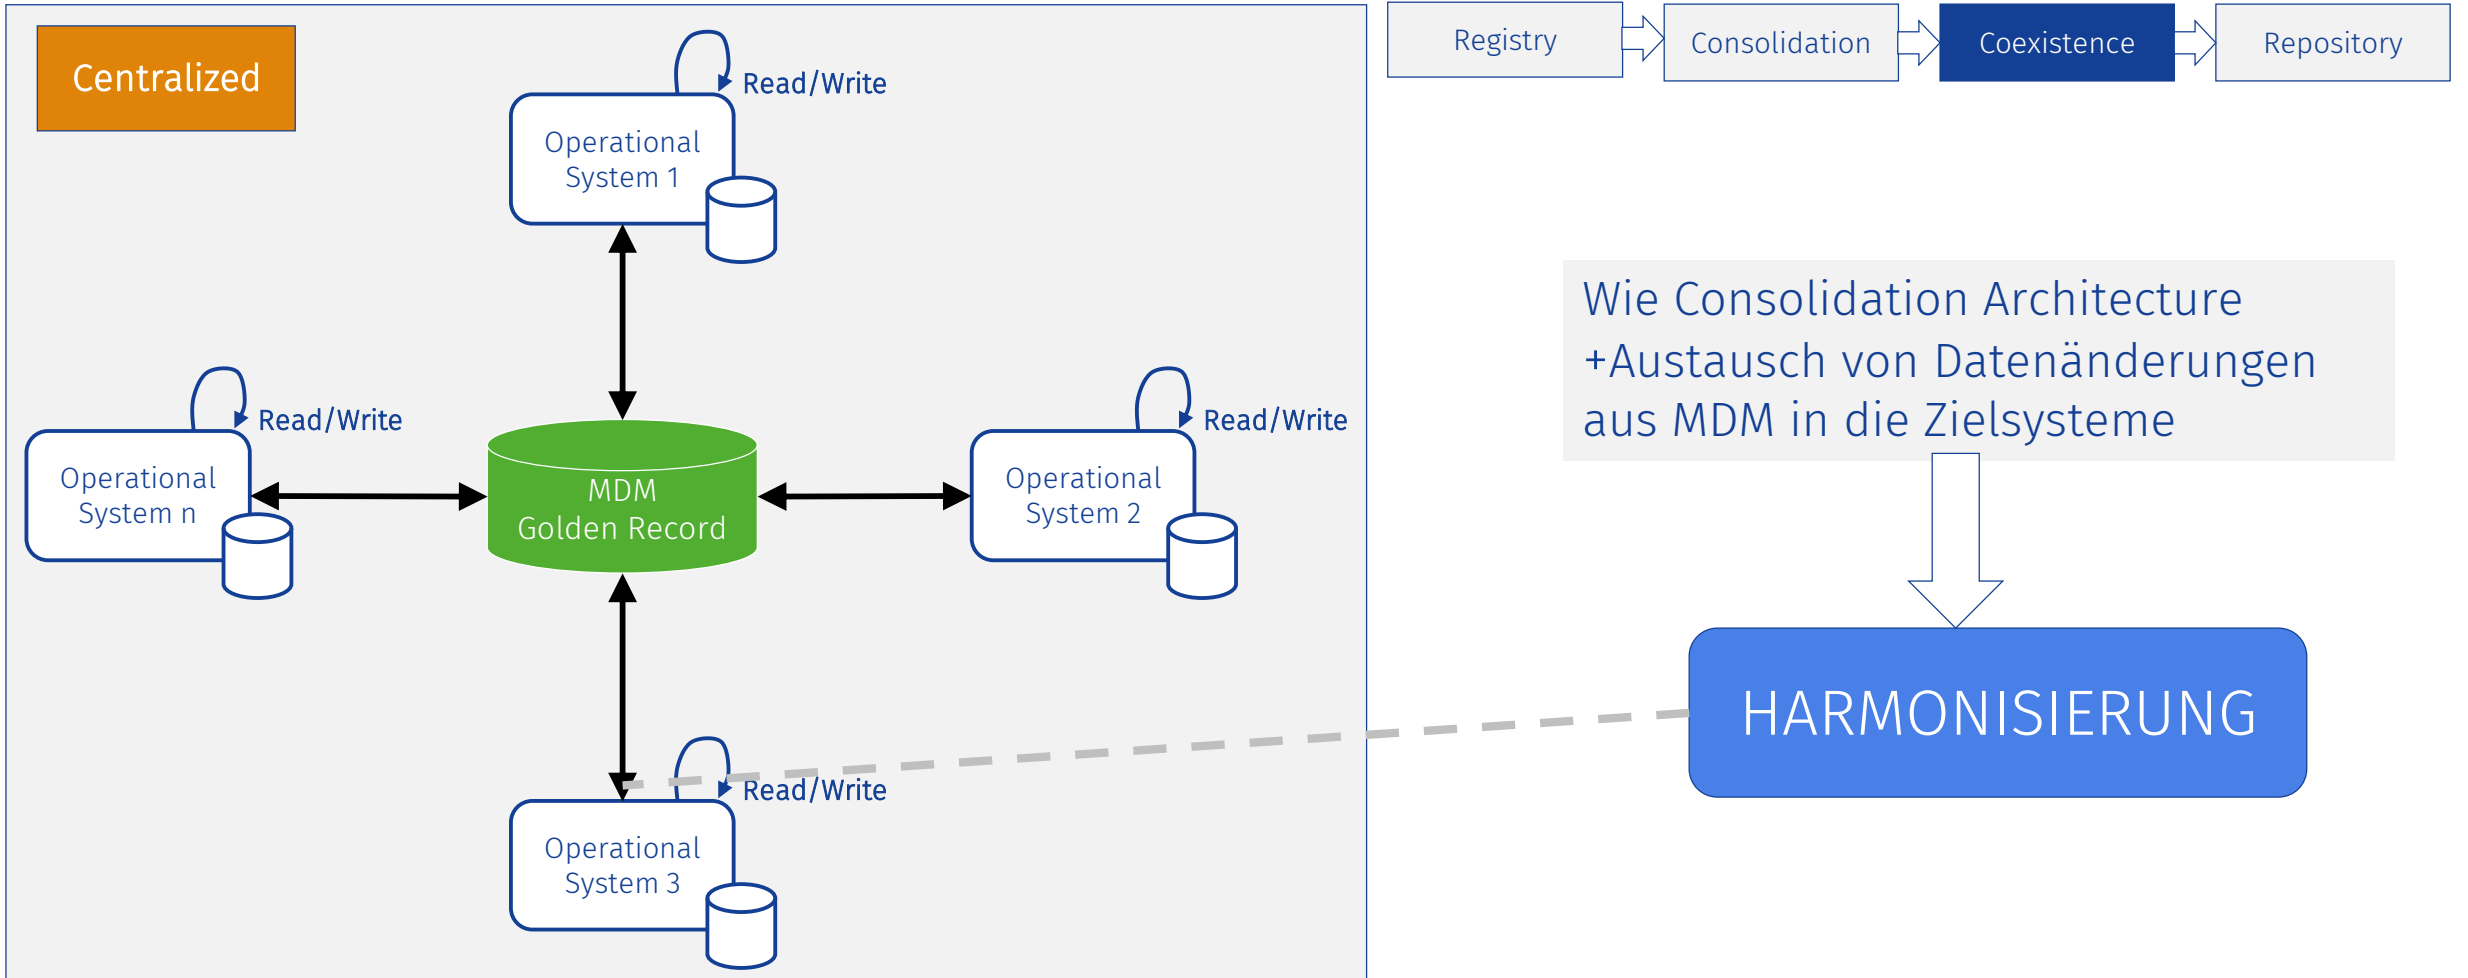 Centralized
Read/Write
Operational
System 1
Read/Write
Operational
System n
MDM
Golden Record
Read/Write
Operational
System 2
Read/Write
Operational
System 3
Registry
Consolidation
Coexistence
Repository
Wie Consolidation Architecture
+Austausch von Datenänderungen
aus MDM in die Zielsysteme
HARMONISIERUNG